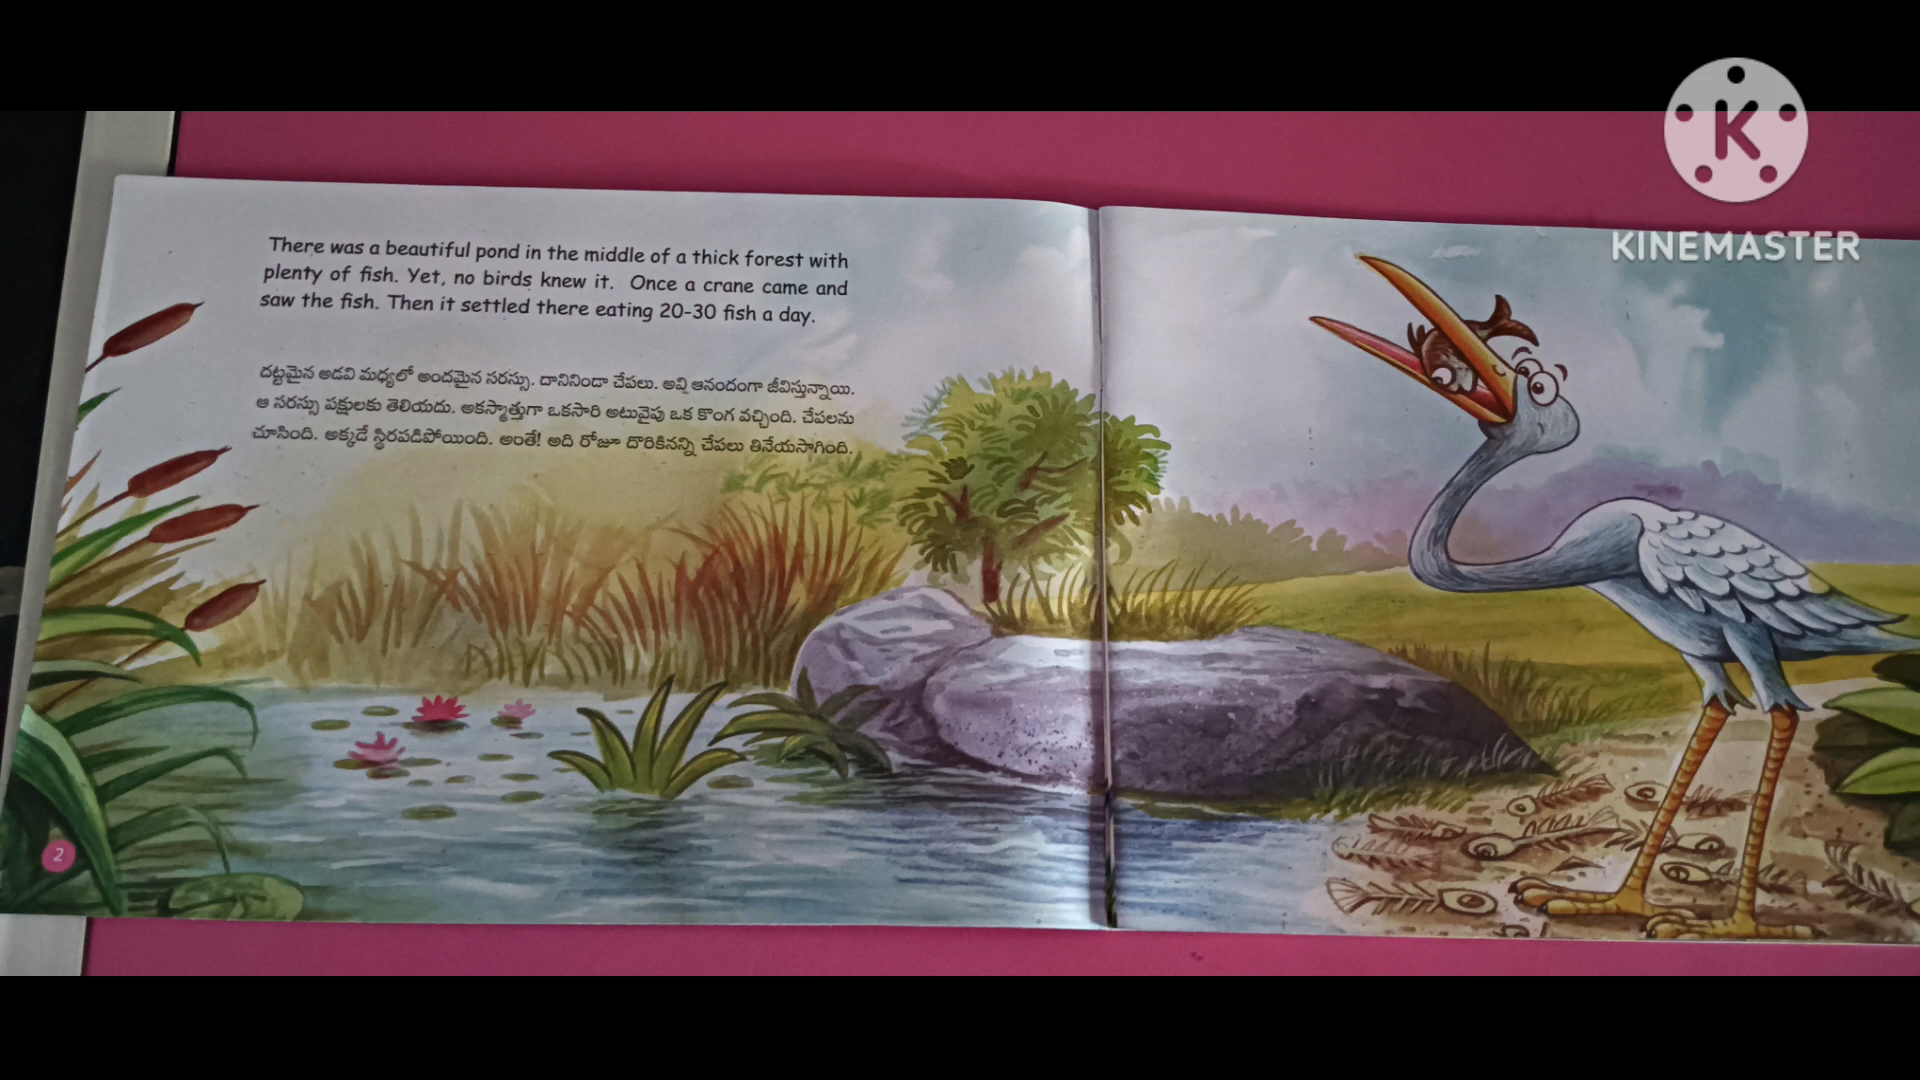 There was a beautiful pond in the middle of a thick forest with
plenty of fish. Yet, no birds knew it. Once a crane came and
saw the fish. Then it settled there eating 20-30 fish a day.
దట్టమైన అడవి మధ్యలో అందమైన సరస్సు. దానినిండా చేపలు. అవి ఆనందంగా జీవిస్తున్నాయి.
ఆ సరస్సు పక్షులకు తెలియదు. అకస్మాత్తుగా ఒకసారి అటువైపు ఒక కొంగ వచ్చింది. చేపలను
చూసింది. అక్కడే స్థిరపడిపోయింది. అంతే! అది రోజూ దొరికినన్ని చేపలు తినేయసాగింది.
2
K
KINEMASTER